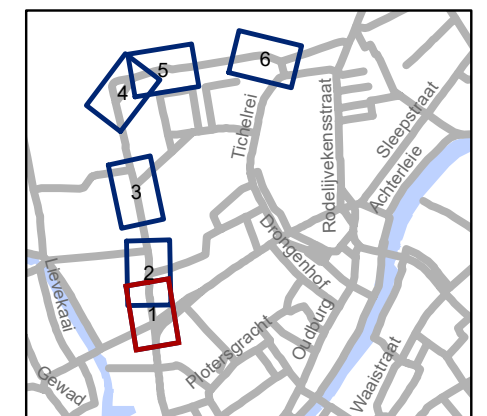 6
5
4
Tichelrei
Rodelijvekensstraat
Sleepstraat
Achterleie
3
Drongenhof
2
Lievekaai
1
Oudburg
Plotersgracht
Waaistraat
Gewad